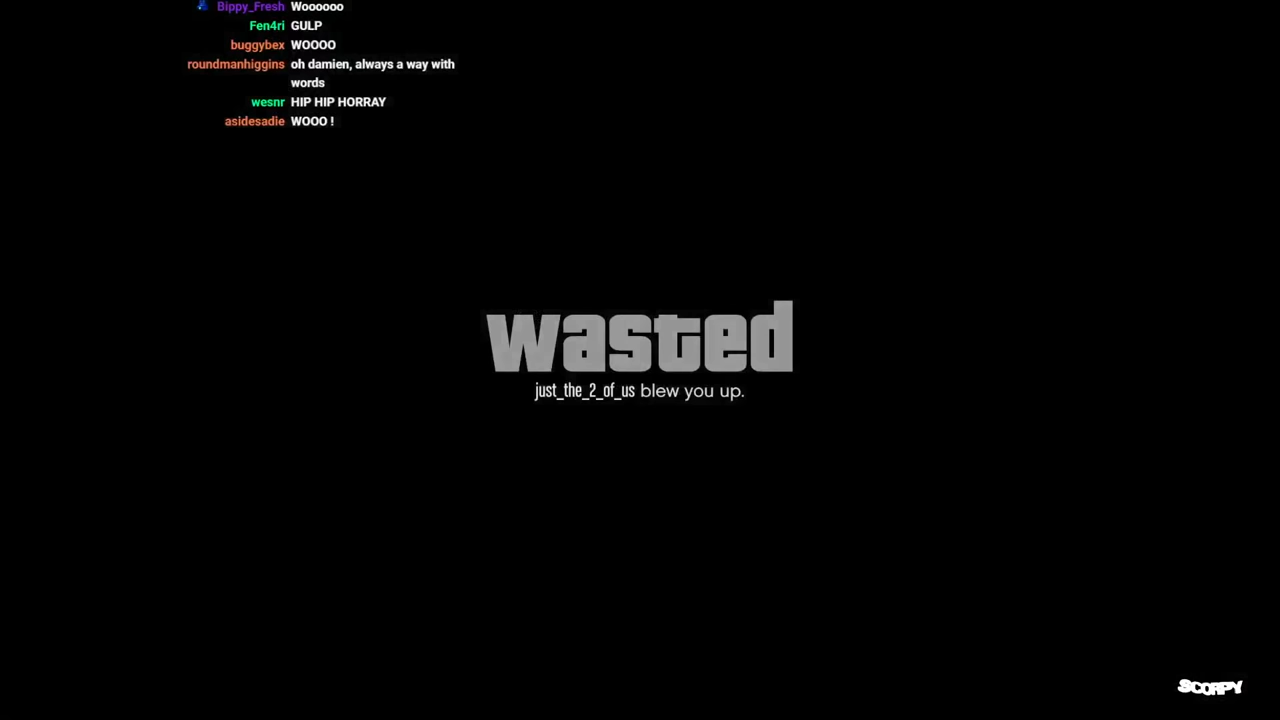 Bippy_Fresh Woooooo
Fen4ri GULP
buggybex WOOOO
roundmanhiggins oh damien, always a way with
words
wesnr HIP HIP HORRAY
asidesadie WOOO !
wasted
just_the_2_of_us blew you up.
SCORPY